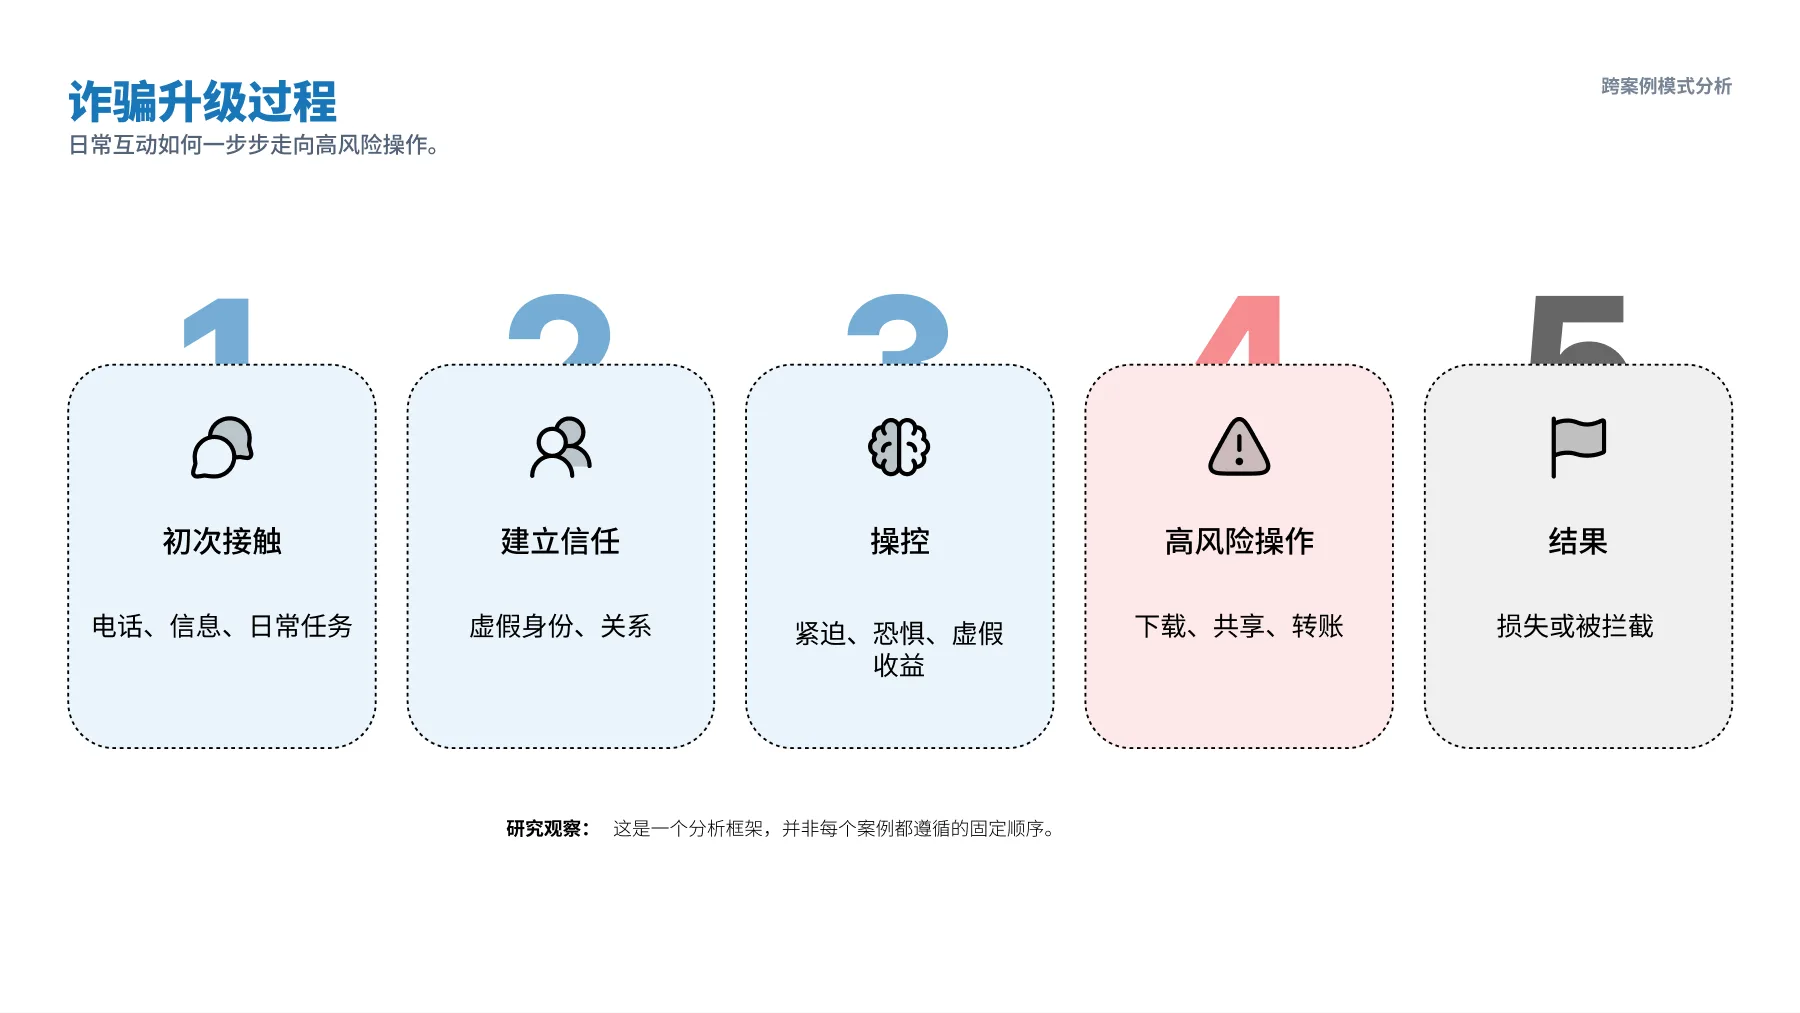 诈骗升级过程
日常互动如何一步步走向高风险操作。
跨案例模式分析
1
初次接触
电话、信息、日常任务
2
建立信任
虚假身份、关系
3
操控
紧迫、恐惧、虚假
收益
4
高风险操作
下载、共享、转账
5
结果
损失或被拦截
研究观察： 这是一个分析框架，并非每个案例都遵循的固定顺序。